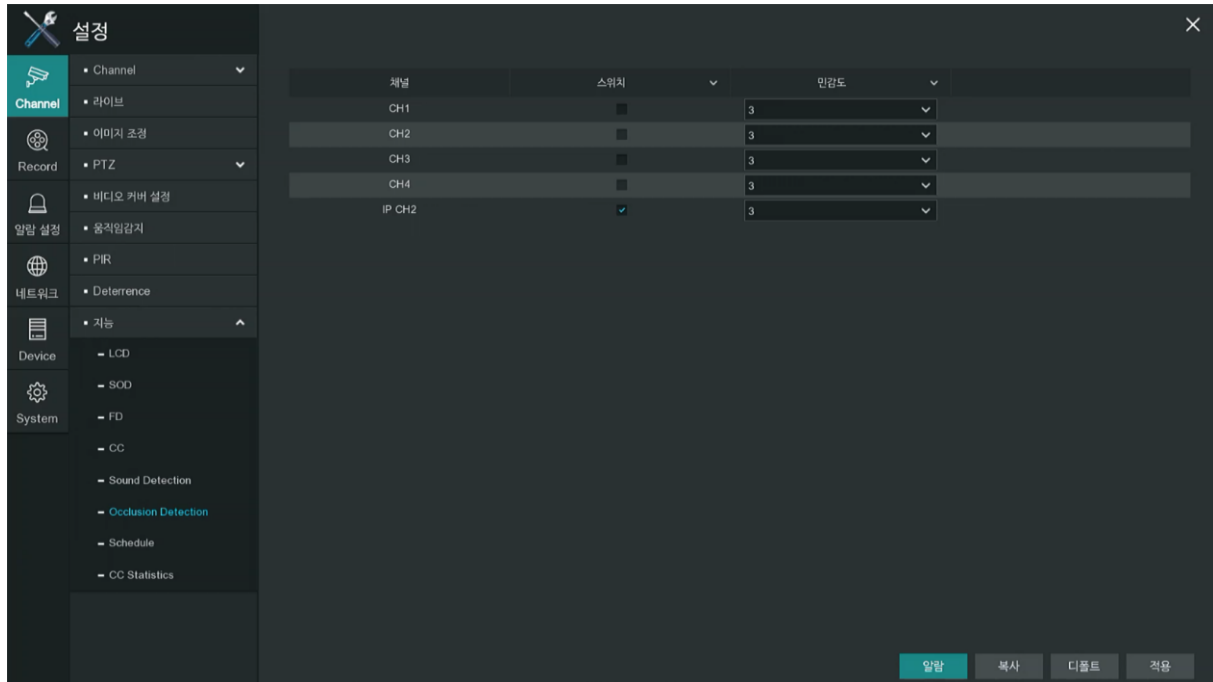 설정
Channel
Record
알람 설정
네트워크
Device
System
Channel
라이브
이미지 조정
PTZ
비디오 커버 설정
움직임감지
PIR
Deterrence
지능
LCD
SOD
FD
CC
Sound Detection
Occlusion Detection
Schedule
CC Statistics
채널 스위치 민감도
CH1 3
CH2 3
CH3 3
CH4 3
IP CH2 3
알람 복사 디폴트 적용